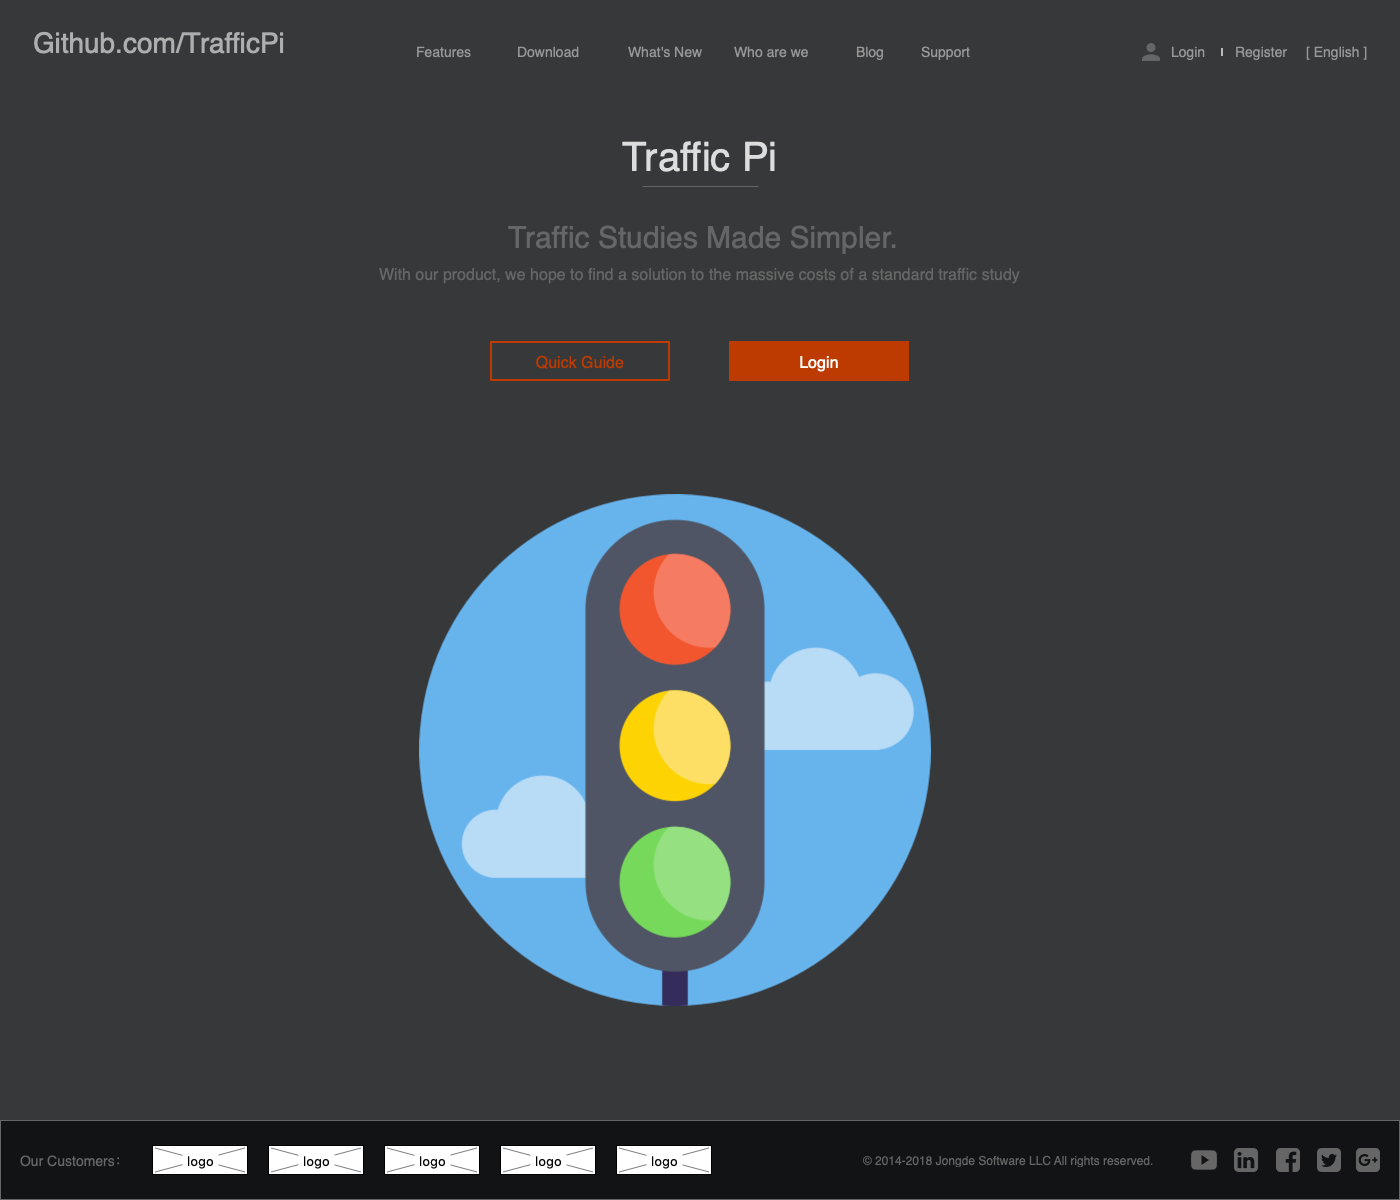 Github.com/TrafficPi
Features Download What's New Who are we Blog Support
Login Register [ English ]
Traffic Pi
Traffic Studies Made Simpler.
With our product, we hope to find a solution to the massive costs of a standard traffic study
Quick Guide Login
Our Customers: logo logo logo logo logo © 2014-2018 Jongde Software LLC All rights reserved.